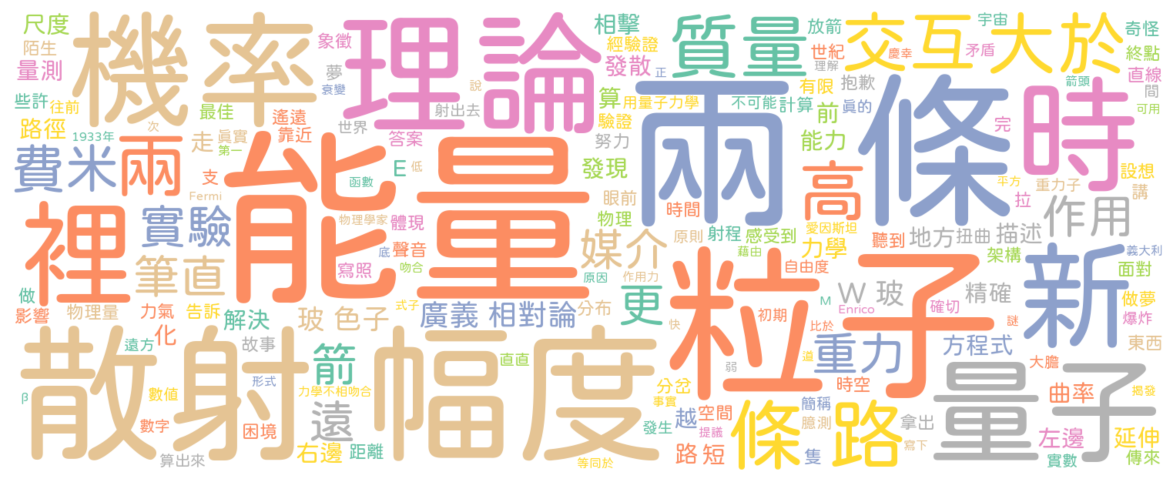 尺度 機率 象徵 理論 相擊 質量 放箭 交互 宇宙 大於 奇怪
陌生 經驗證 世紀 慶幸 矛盾 終點
量測 夢 發散 正 理解 直線
衰變 說 算 用量子力學 不可能 計算 有限 抱歉 箭頭 間
些許 往前 最佳 遙遠 射出去 兩 前 真的 條 時 可用
路徑 1933年 次 靠近 世界 答案 驗證 努力 能力 完
費米 兩 走 真實 第一 能量 E 低 發現 高 平方 設想
支 函數 眼前 拉 重力子 講
裡 Fermi 物理學家 體現 物理 時間 愛因斯坦 作用
實驗 底 聲音 媒介 原則 射程 感受到 力學 聽到 地方 扭曲 描述 新 義大利
筆直 寫照 吻合 原因 作用力 藉由 自由度 架構 面對
做 粒子 W 玻 精確 做夢
影響 物理量 力氣 告訴 式子 廣義 相對論 分布 更 M 確切 爆炸
化 解決 玻色子 快 初期 Enrico 謎
遠方 故事 比於 重力 方程式 東西
散射 形式 箭 幅度 直直 弱 道 大膽
β 數值 力學不相吻合 分岔 時空 量子 曲率 揭發
數字 困境 遠 事實 越 空間 簡稱 拿出
發生 提議 條路 臆測 寫下 左邊 延伸
算出來 右邊 距離 等同於 路 短 隻 實數 傳來